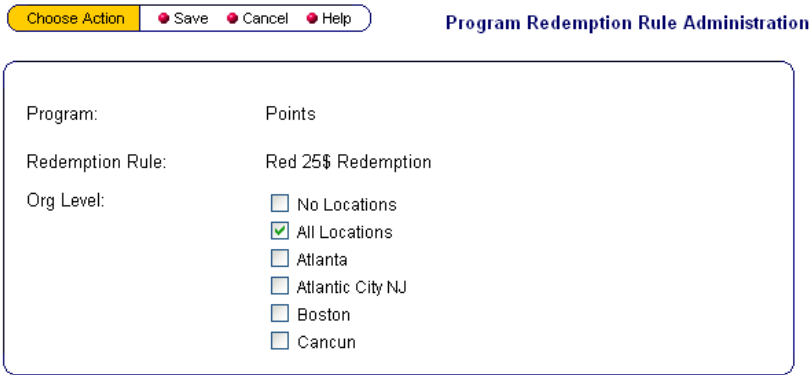 Choose Action Save Cancel Help
Program Redemption Rule Administration
Program: Points
Redemption Rule: Red 25$ Redemption
Org Level: No Locations
All Locations
Atlanta
Atlantic City NJ
Boston
Cancun